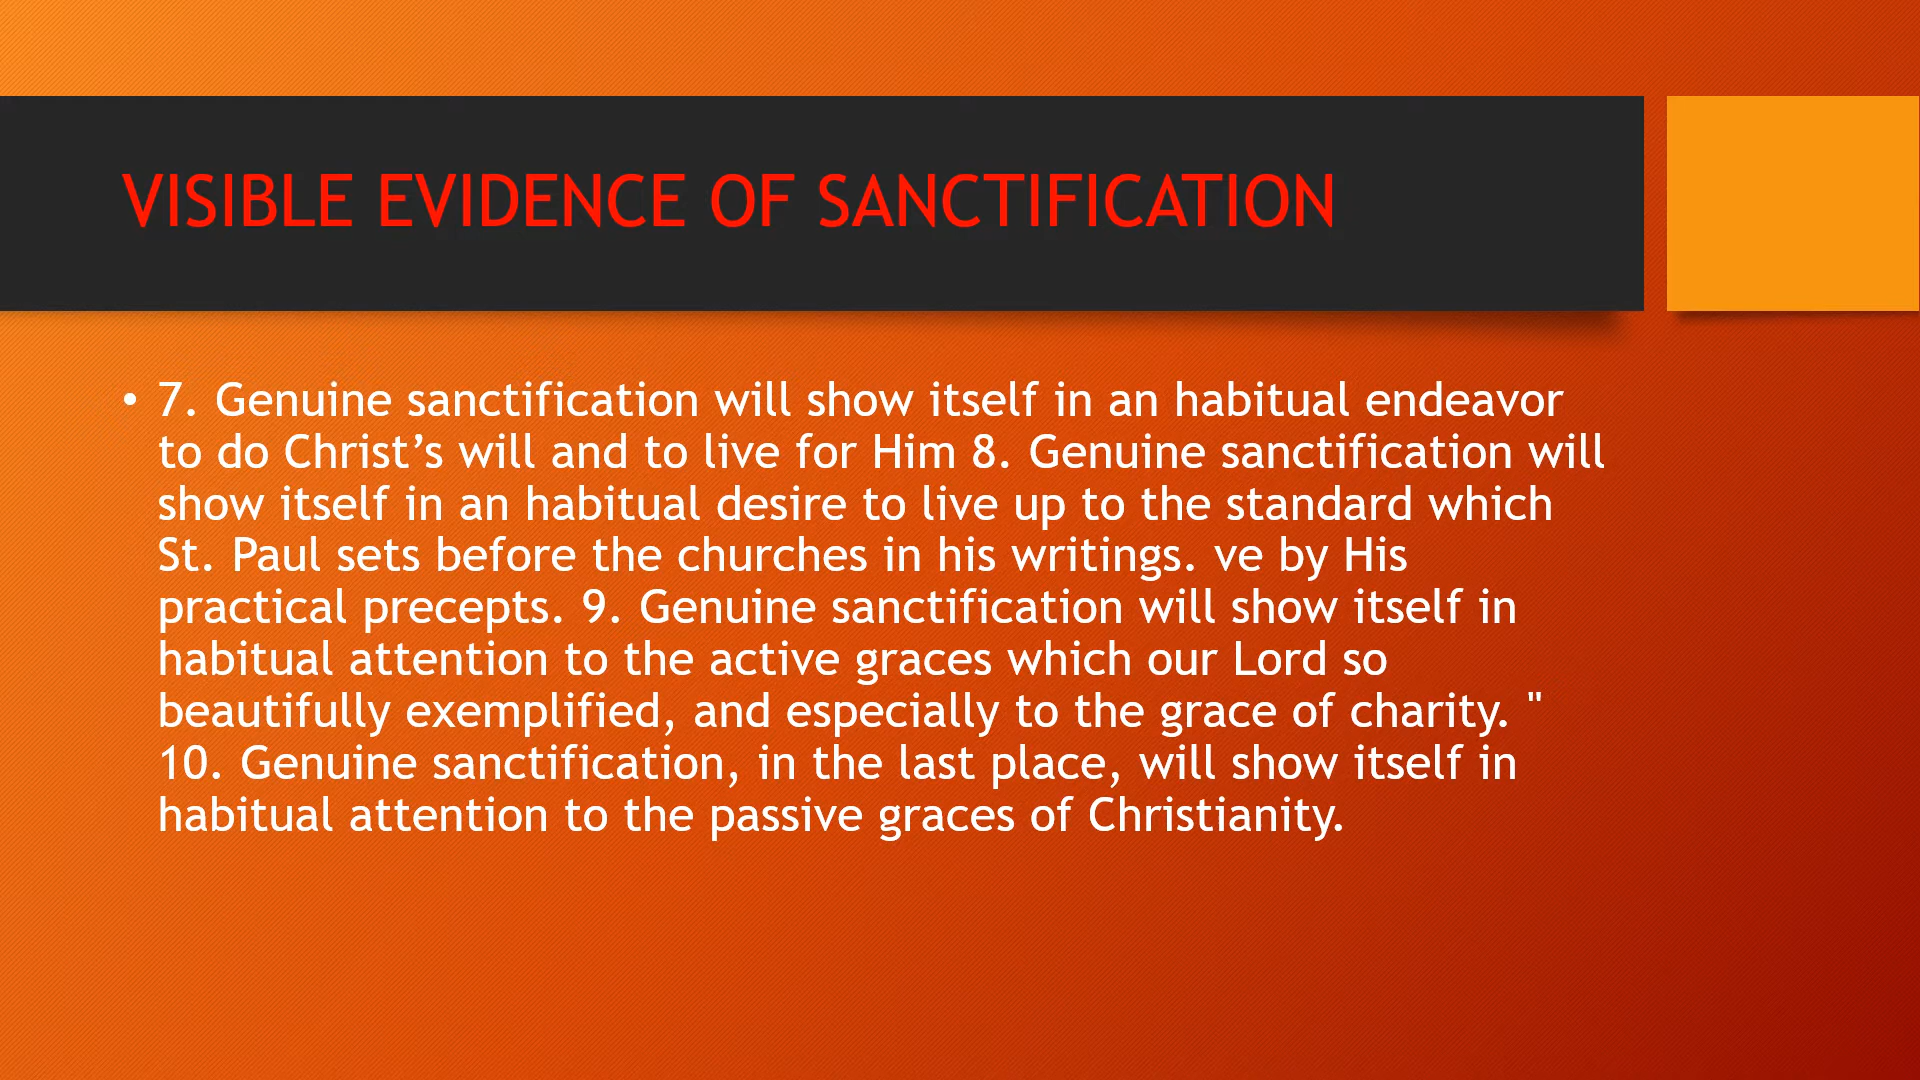 VISIBLE EVIDENCE OF SANCTIFICATION
• 7. Genuine sanctification will show itself in an habitual endeavor
to do Christ’s will and to live for Him 8. Genuine sanctification will
show itself in an habitual desire to live up to the standard which
St. Paul sets before the churches in his writings. ve by His
practical precepts. 9. Genuine sanctification will show itself in
habitual attention to the active graces which our Lord so
beautifully exemplified, and especially to the grace of charity. "
10. Genuine sanctification, in the last place, will show itself in
habitual attention to the passive graces of Christianity.